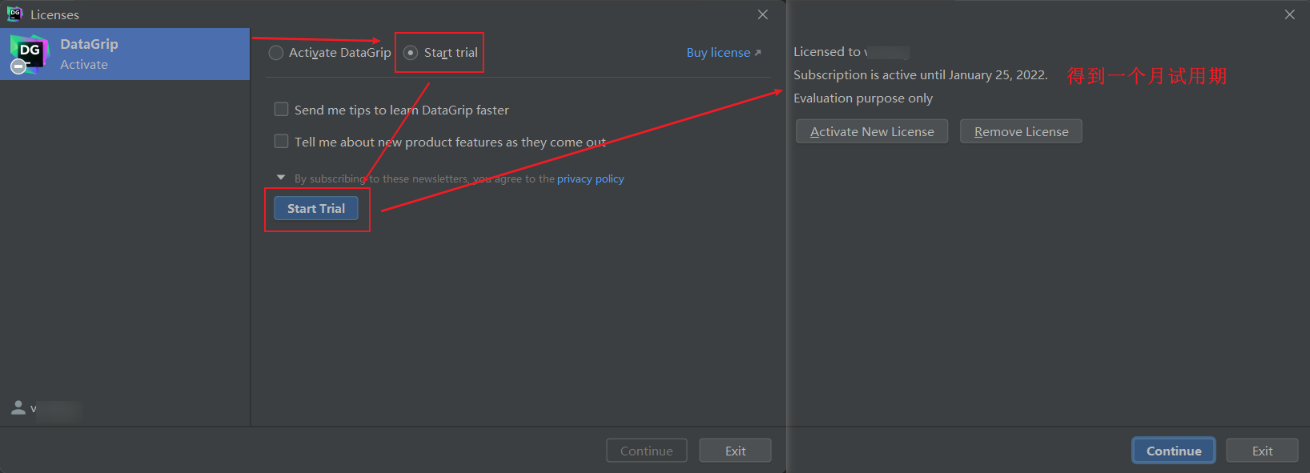 Licenses
DG
DataGrip
Activate
Activate DataGrip
Start trial
Buy license
Send me tips to learn DataGrip faster
Tell me about new product features as they come out
By subscribing to these newsletters, you agree to the privacy policy
Start Trial
Continue
Exit
Licensed to
Subscription is active until January 25, 2022.
得到一个月试用期
Evaluation purpose only
Activate New License
Remove License
Continue
Exit